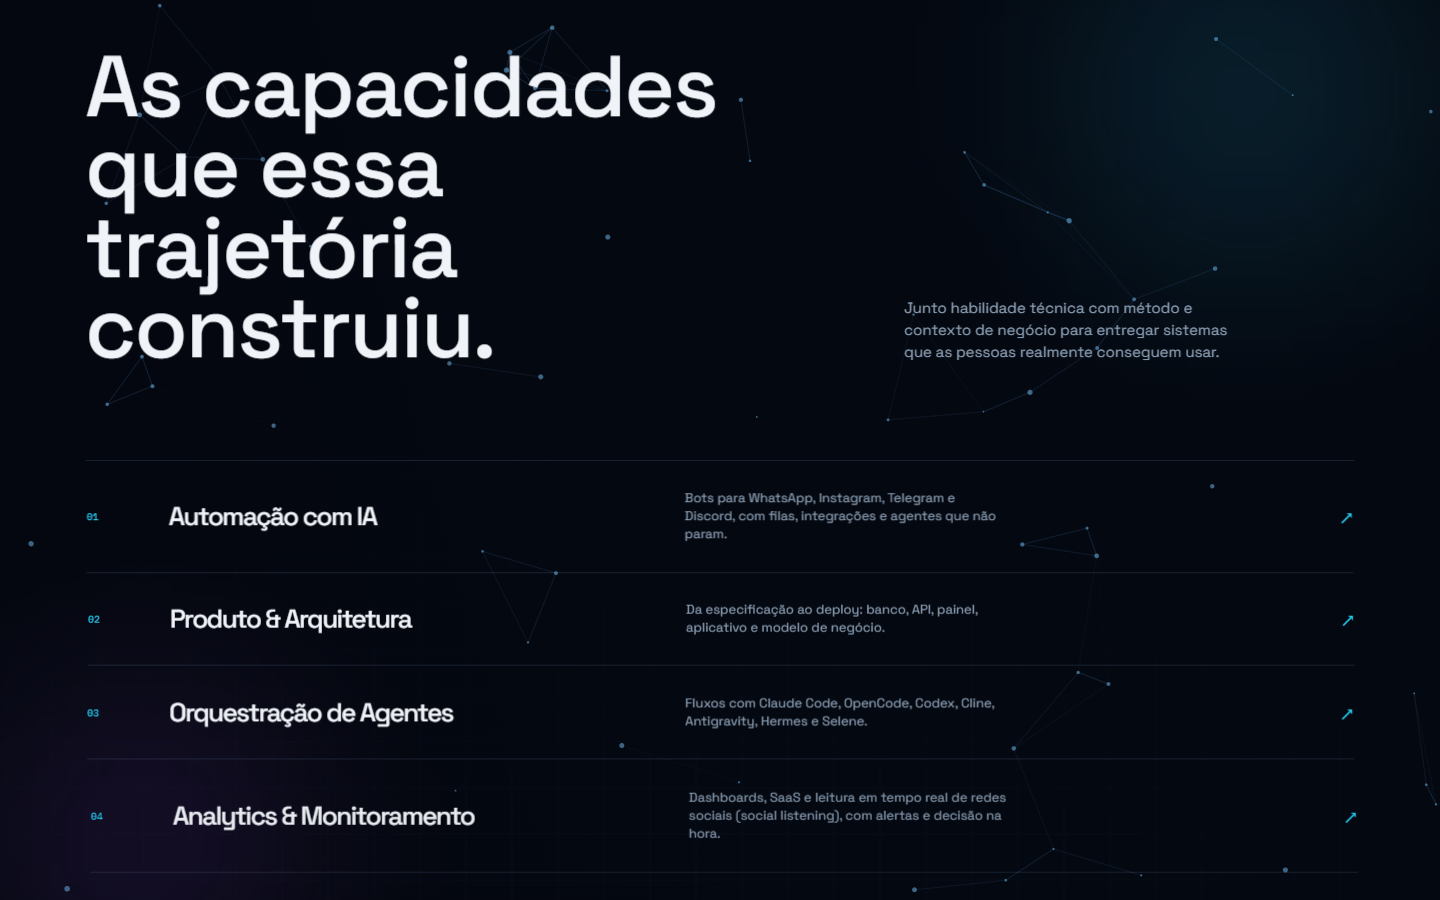 As capacidades
que essa
trajetória
construiu.
Junto habilidade técnica com método e
contexto de negócio para entregar sistemas
que as pessoas realmente conseguem usar.
01
Automação com IA
Bots para WhatsApp, Instagram, Telegram e
Discord, com filas, integrações e agentes que não
param.
↗
02
Produto & Arquitetura
Da especificação ao deploy: banco, API, painel,
aplicativo e modelo de negócio.
↗
03
Orquestração de Agentes
Fluxos com Claude Code, OpenCode, Codex, Cline,
Antigravity, Hermes e Selene.
↗
04
Analytics & Monitoramento
Dashboards, SaaS e leitura em tempo real de redes
sociais (social listening), com alertas e decisão na
hora.
↗